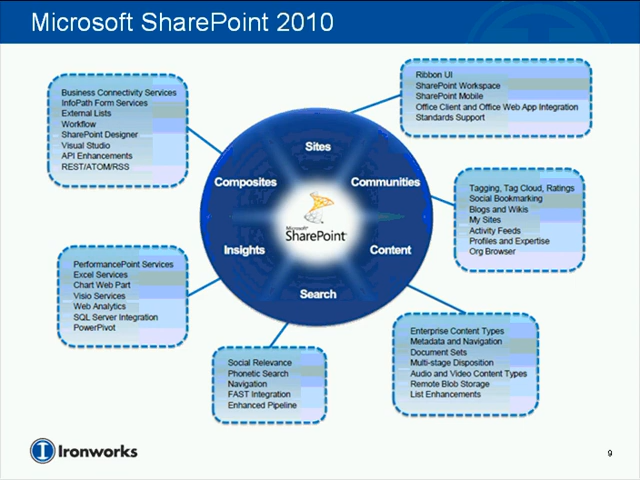 Microsoft SharePoint 2010
Business Connectivity Services
InfoPath Form Services
External Lists
Workflow
SharePoint Designer
Visual Studio
API Enhancements
REST/ATOM/RSS
Ribbon UI
SharePoint Workspace
SharePoint Mobile
Office Client and Office Web App Integration
Standards Support
Sites
Composites
Communities
Microsoft
SharePoint
Insights
Content
Search
Tagging, Tag Cloud, Ratings
Social Bookmarking
Blogs and Wikis
My Sites
Activity Feeds
Profiles and Expertise
Org Browser
PerformancePoint Services
Excel Services
Chart Web Part
Visio Services
Web Analytics
SQL Server Integration
PowerPivot
Social Relevance
Phonetic Search
Navigation
FAST Integration
Enhanced Pipeline
Enterprise Content Types
Metadata and Navigation
Document Sets
Multi-stage Disposition
Audio and Video Content Types
Remote Blob Storage
List Enhancements
Ironworks
9